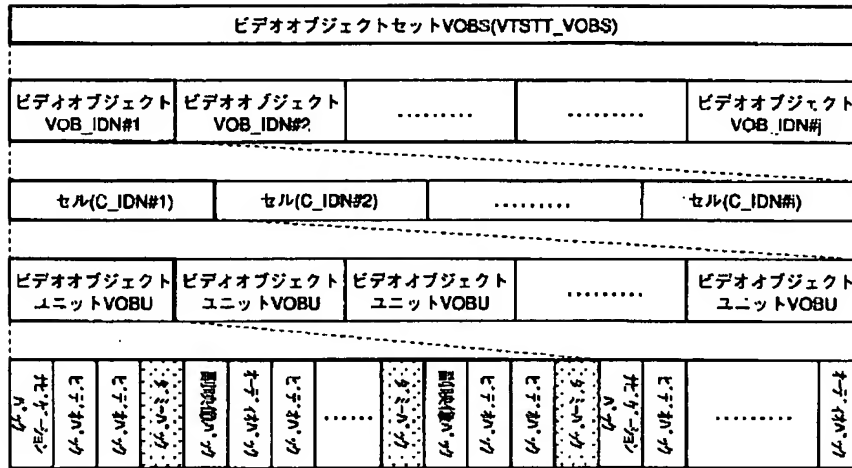 ビデオオブジェクトセットVOBS(VTSTT_VOBS)
ビデオオブジェクト
VOB_IDN#1
ビデオオブジェクト
VOB_IDN#2
.........
.........
ビデオオブジェクト
VOB_IDN#j
セル(C_IDN#1)
セル(C_IDN#2)
.........
セル(C_IDN#i)
ビデオオブジェクト
ユニットVOBU
ビデオオブジェクト
ユニットVOBU
ビデオオブジェクト
ユニットVOBU
.........
ビデオオブジェクト
ユニットVOBU
ナビゲーション
パック
ビデオパック
ビデオパック
ダミーパック
副映像パック
オーディオパック
ビデオパック
......
ダミーパック
副映像パック
ビデオパック
ビデオパック
ダミーパック
ナビゲーション
パック
ビデオパック
.........
オーディオパック